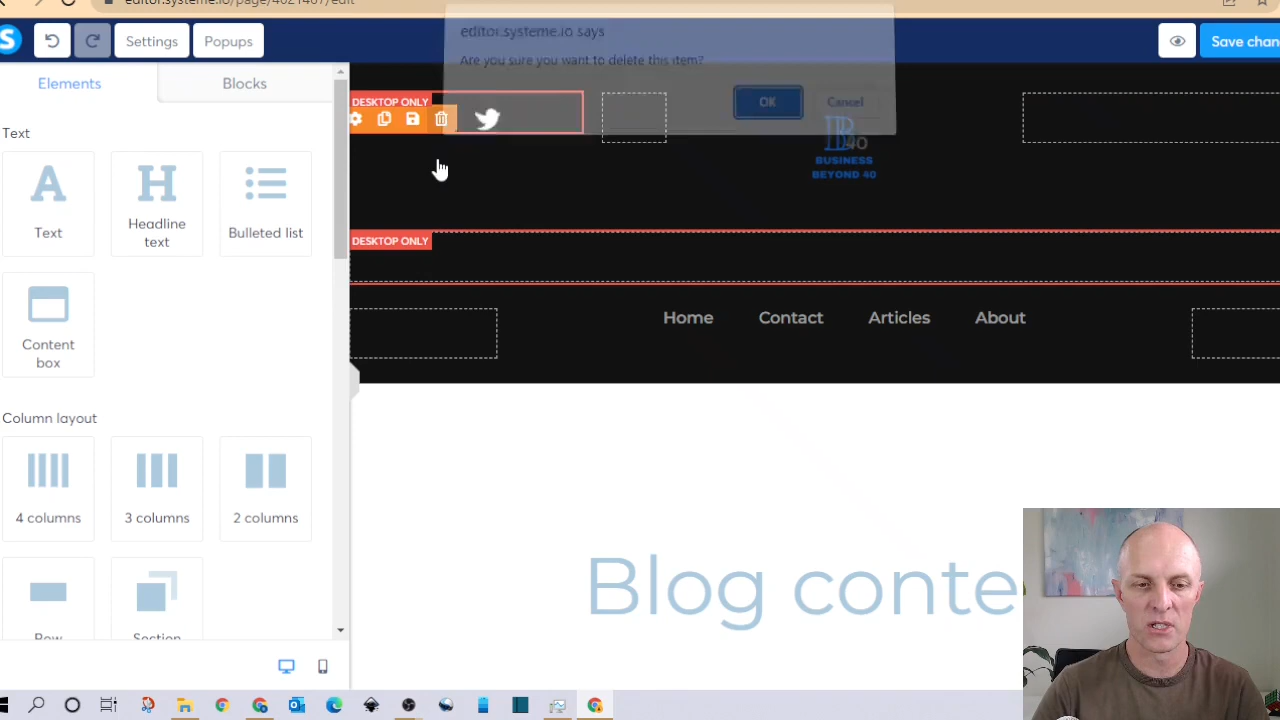 editor.systeme.io/page/4021467/edit
editor.systeme.io says
Settings
Popups
Save chan
Are you sure you want to delete this item?
Elements
Blocks
OK
Cancel
DESKTOP ONLY
Text
B
40
BUSINESS
BEYOND 40
Text
Headline
text
Bulleted list
DESKTOP ONLY
Home
Contact
Articles
About
Content
box
Column layout
4 columns
3 columns
2 columns
Blog conte
Row
Section